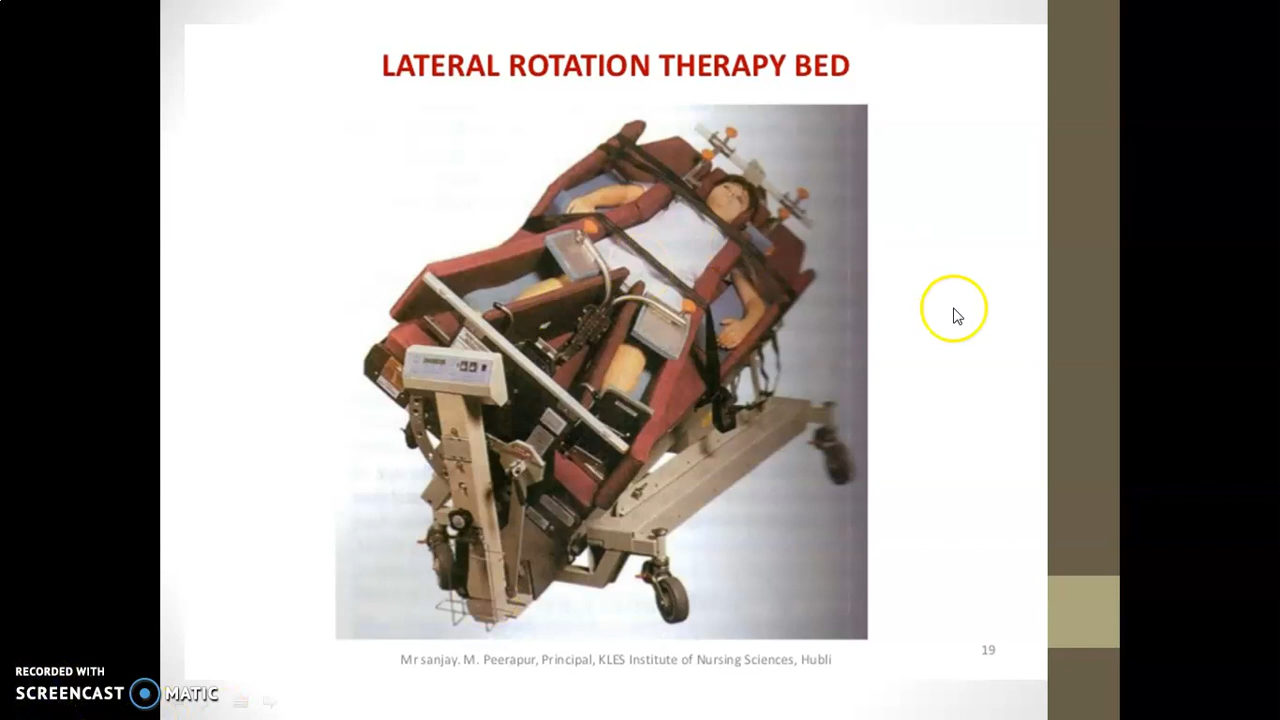 LATERAL ROTATION THERAPY BED
Mr sanjay. M. Peerapur, Principal, KLES Institute of Nursing Sciences, Hubli
19
RECORDED WITH
SCREENCAST MATIC